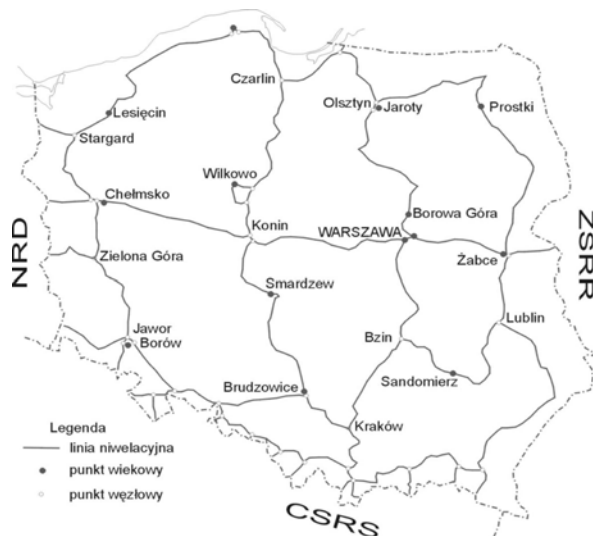 Czarlin
Olsztyn
Jaroty
Prostki
Lesięcin
Stargard
Wilkowo
Chełmsko
Borowa Góra
Konin
WARSZAWA
NRD
ZSRR
Zielona Góra
Żabce
Smardzew
Lublin
Jawor
Borów
Bzin
Sandomierz
Brudzowice
Kraków
Legenda
linia niwelacyjna
punkt wiekowy
punkt węzłowy
CSRS